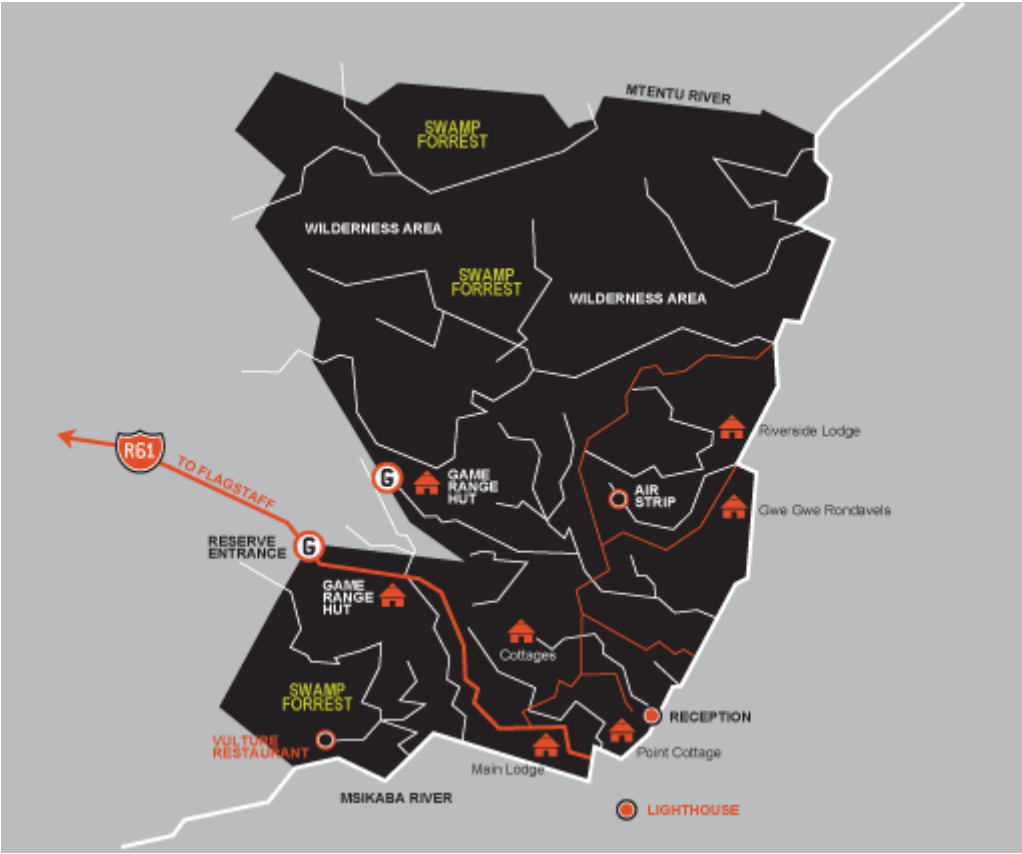 MTENTU RIVER
SWAMP
FORREST
WILDERNESS AREA
SWAMP
FORREST
WILDERNESS AREA
Riverside Lodge
R61
TO FLAGSTAFF
G
GAME
RANGE
HUT
AIR
STRIP
Gwe Gwe Rondavels
RESERVE
ENTRANCE
G
GAME
RANGE
HUT
Cottages
SWAMP
FORREST
RECEPTION
VULTURE
RESTAURANT
Point Cottage
Main Lodge
MSIKABA RIVER
LIGHTHOUSE